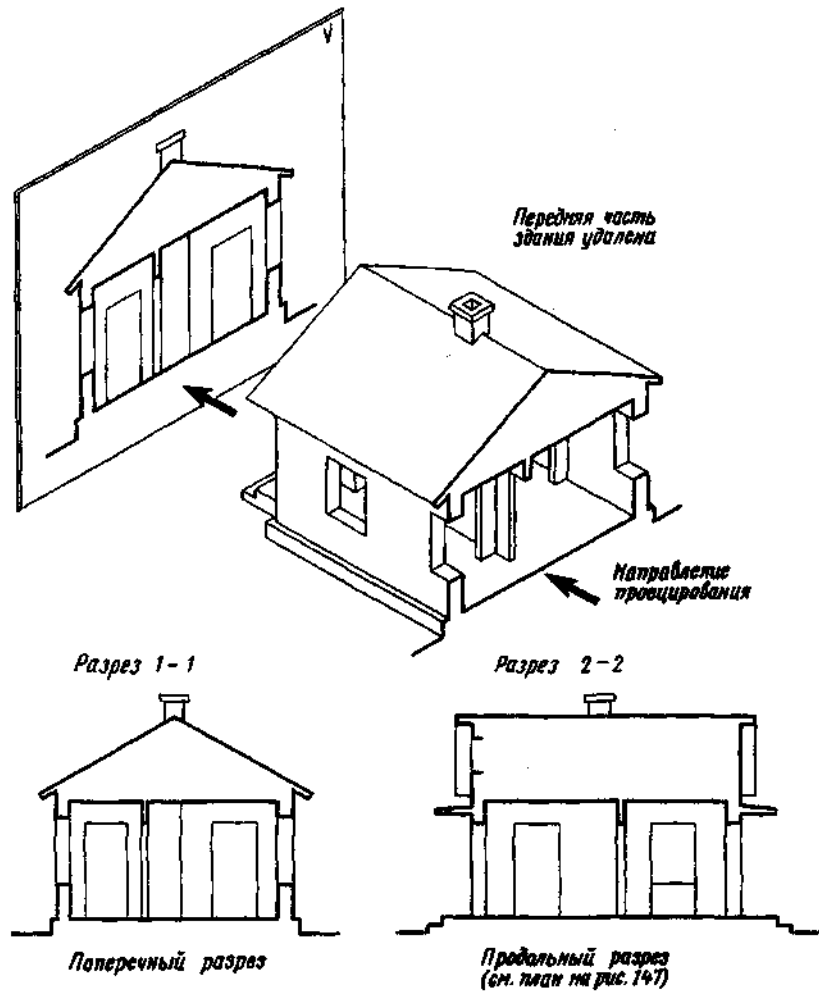 V
Передняя часть
здания удалена
Направление
проецирования
Разрез 1-1
Разрез 2-2
Поперечный разрез
Продольный разрез
(см. план на рис. 147)